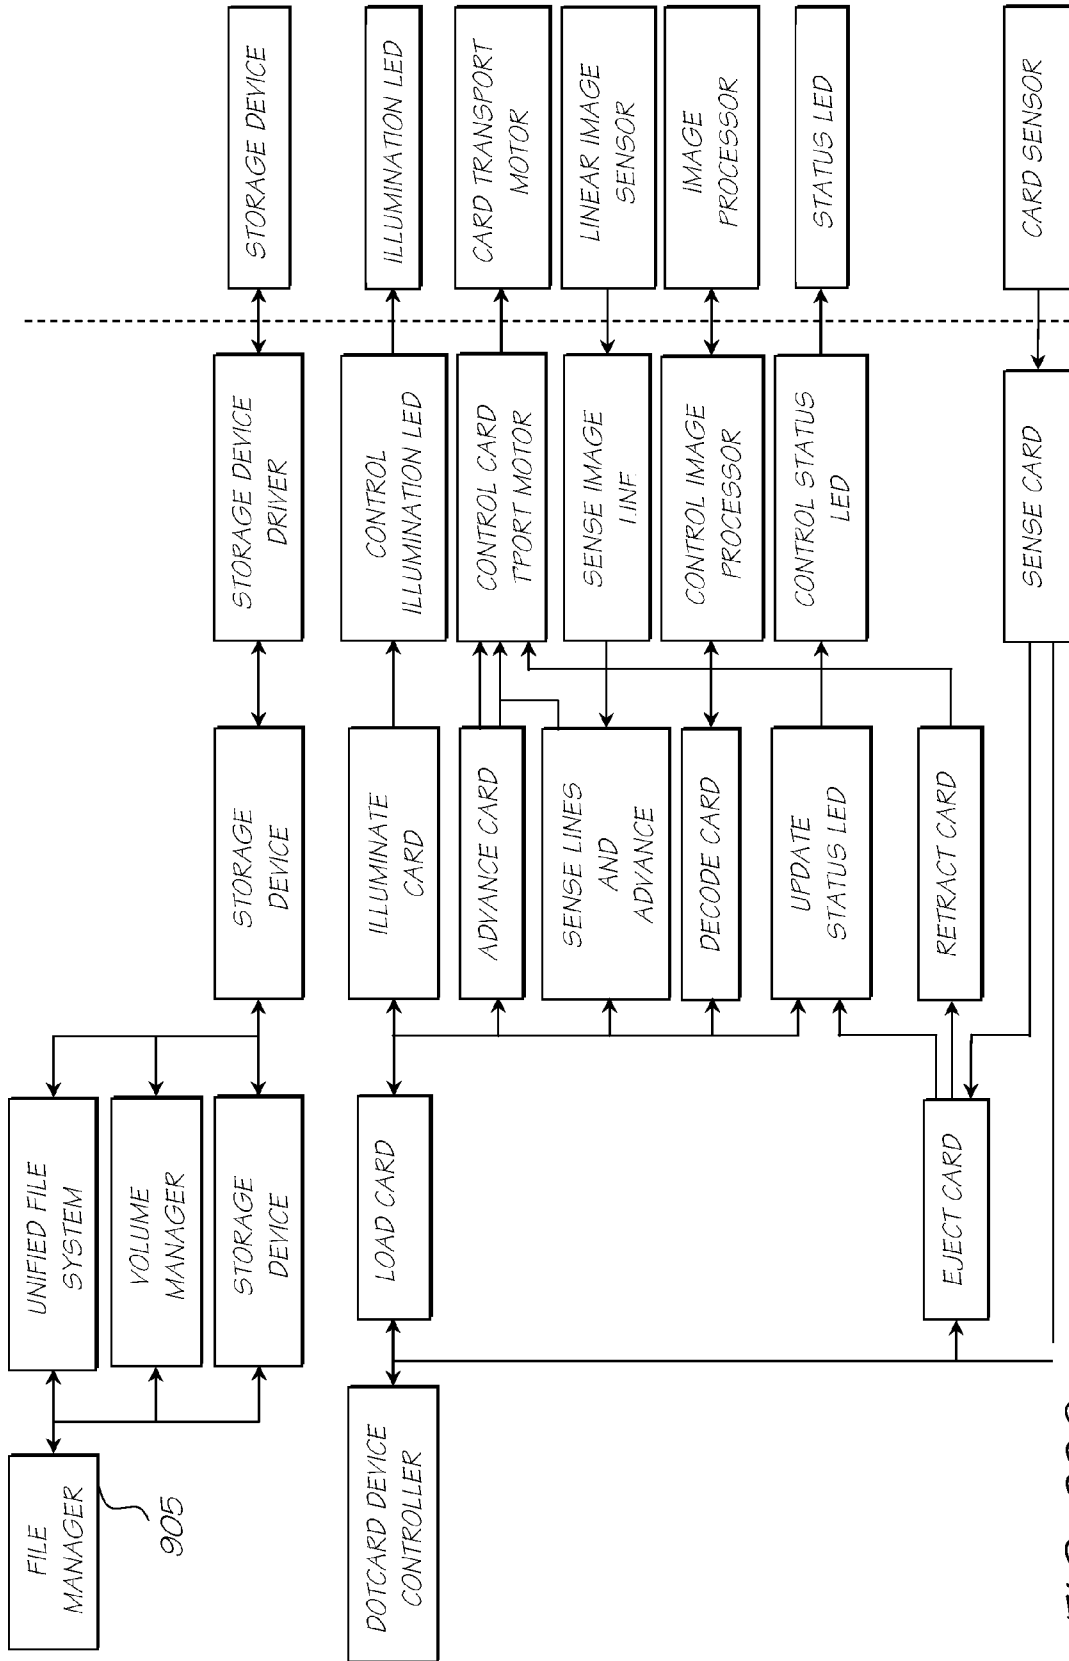 FILE
MANAGER
905
UNIFIED FILE
SYSTEM
VOLUME
MANAGER
STORAGE
DEVICE
STORAGE
DEVICE
STORAGE DEVICE
DRIVER
STORAGE DEVICE
DOTCARD DEVICE
CONTROLLER
LOAD CARD
ILLUMINATE
CARD
CONTROL
ILLUMINATION LED
ILLUMINATION LED
ADVANCE CARD
CONTROL CARD
TPORT MOTOR
CARD TRANSPORT
MOTOR
SENSE LINES
AND
ADVANCE
SENSE IMAGE
LINE
LINEAR IMAGE
SENSOR
DECODE CARD
CONTROL IMAGE
PROCESSOR
IMAGE
PROCESSOR
UPDATE
STATUS LED
CONTROL STATUS
LED
STATUS LED
EJECT CARD
RETRACT CARD
SENSE CARD
CARD SENSOR